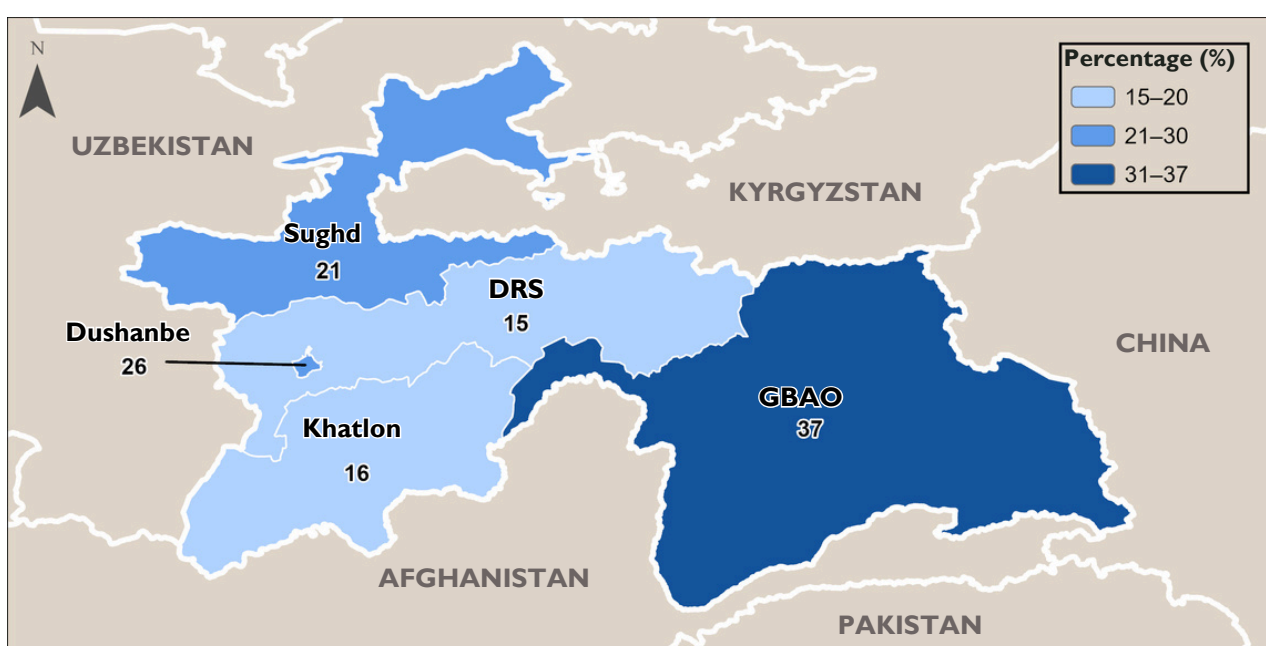 N
Percentage (%)
15–20
21–30
31–37
UZBEKISTAN
KYRGYZSTAN
Sughd
21
DRS
15
Dushanbe
26
CHINA
GBAO
37
Khatlon
16
AFGHANISTAN
PAKISTAN